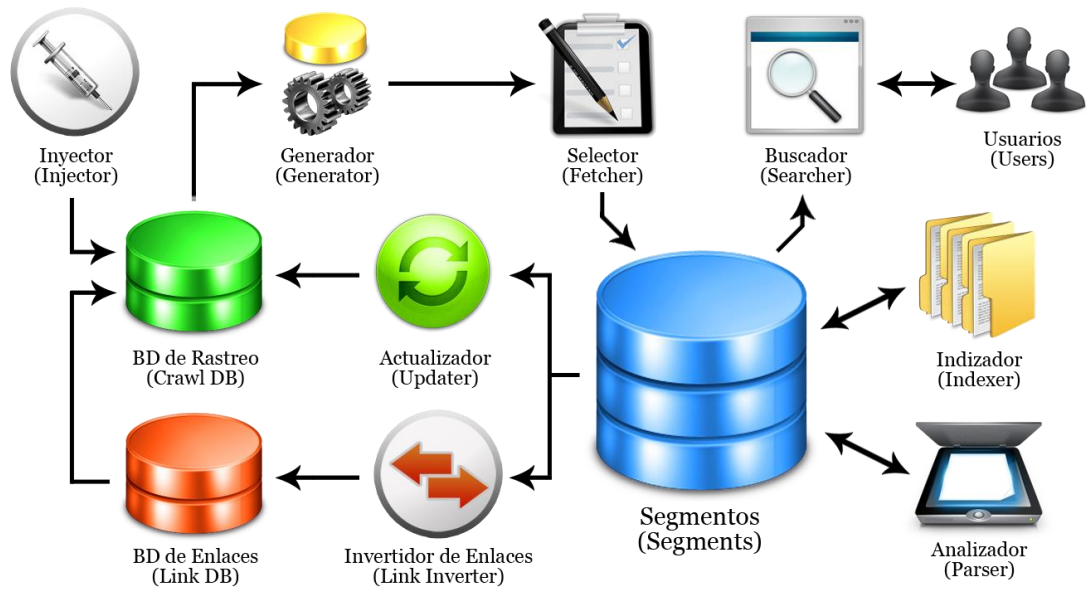 Inyector
(Injector)
Generador
(Generator)
Selector
(Fetcher)
Buscador
(Searcher)
Usuarios
(Users)
BD de Rastreo
(Crawl DB)
Actualizador
(Updater)
Indizador
(Indexer)
BD de Enlaces
(Link DB)
Invertidor de Enlaces
(Link Inverter)
Segmentos
(Segments)
Analizador
(Parser)